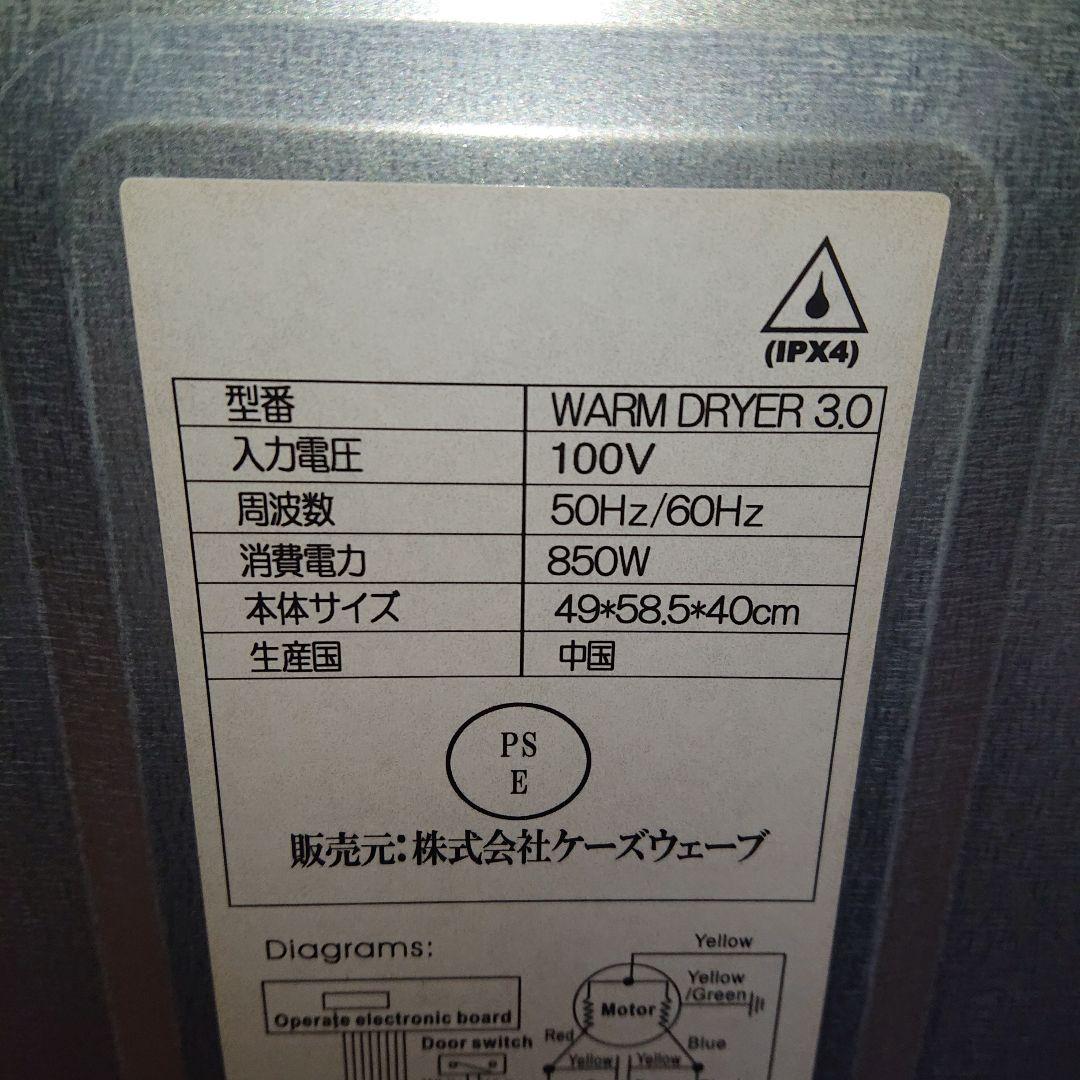 (IPX4)
型番 WARM DRYER 3.0
入力電圧 100V
周波数 50Hz/60Hz
消費電力 850W
本体サイズ 49*58.5*40cm
生産国 中国
PS
E
販売元:株式会社ケーズウェーブ
Diagrams:
Yellow
Yellow
/Green
Motor
Operate electronic board
Red
Blue
Door switch
Yellow Yellow